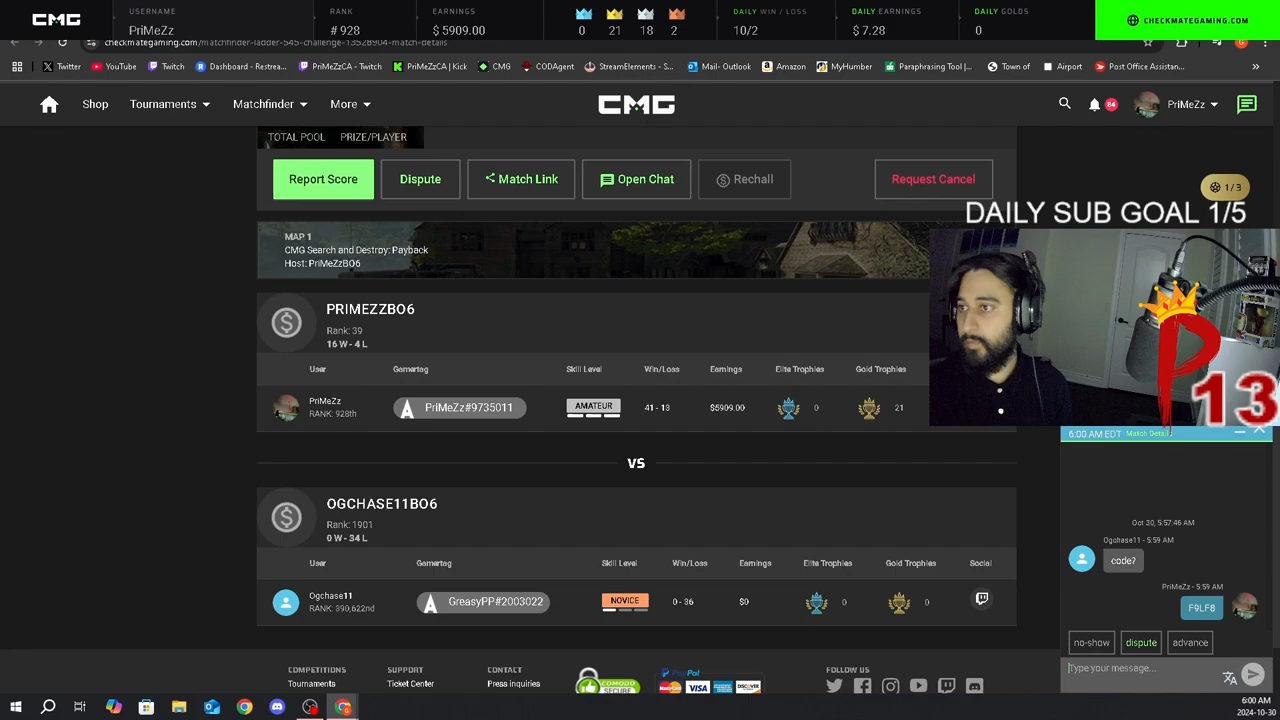 CMG
USERNAME
PriMeZz
RANK
# 928
EARNINGS
$ 5909.00
0 21 18 2
DAILY WIN / LOSS
10/2
DAILY EARNINGS
$ 7.28
DAILY GOLDS
0
CHECKMATEGAMING.COM
checkmategaming.com/matchfinder-ladder-545-challenge-13528904-match-details
Twitter YouTube Twitch Dashboard - Restrea... PriMeZzCA - Twitch PriMeZzCA | Kick CMG CODAgent StreamElements - S... Mail- Outlook Amazon MyHumber Paraphrasing Tool |... Town of Airport Post Office Assistan...
Shop Tournaments Matchfinder More CMG 84 PriMeZz
TOTAL POOL PRIZE/PLAYER
Report Score Dispute Match Link Open Chat Rechall Request Cancel
1 / 3
DAILY SUB GOAL 1/5
MAP 1
CMG Search and Destroy: Payback
Host: PriMeZzBO6
PRIMEZZBO6
Rank: 39
16 W - 4 L
User Gamertag Skill Level Win/Loss Earnings Elite Trophies Gold Trophies
PriMeZz
RANK: 928th
PriMeZz#9735011 AMATEUR 41 - 13 $5909.00 0 21
VS
OGCHASE11BO6
Rank: 1901
0 W - 34 L
User Gamertag Skill Level Win/Loss Earnings Elite Trophies Gold Trophies Social
Ogchase11
RANK: 390,622nd
GreasyPP#2003022 NOVICE 0 - 36 $0 0 0
P 13
6:00 AM EDT Match Details
Oct 30, 5:57:46 AM
Ogchase11 - 5:59 AM
code?
PriMeZz - 5:59 AM
F9LF8
no-show dispute advance
Type your message...
COMPETITIONS
Tournaments
SUPPORT
Ticket Center
CONTACT
Press Inquiries
COMODO
PayPal
VISA
FOLLOW US
6:00 AM
2024-10-30